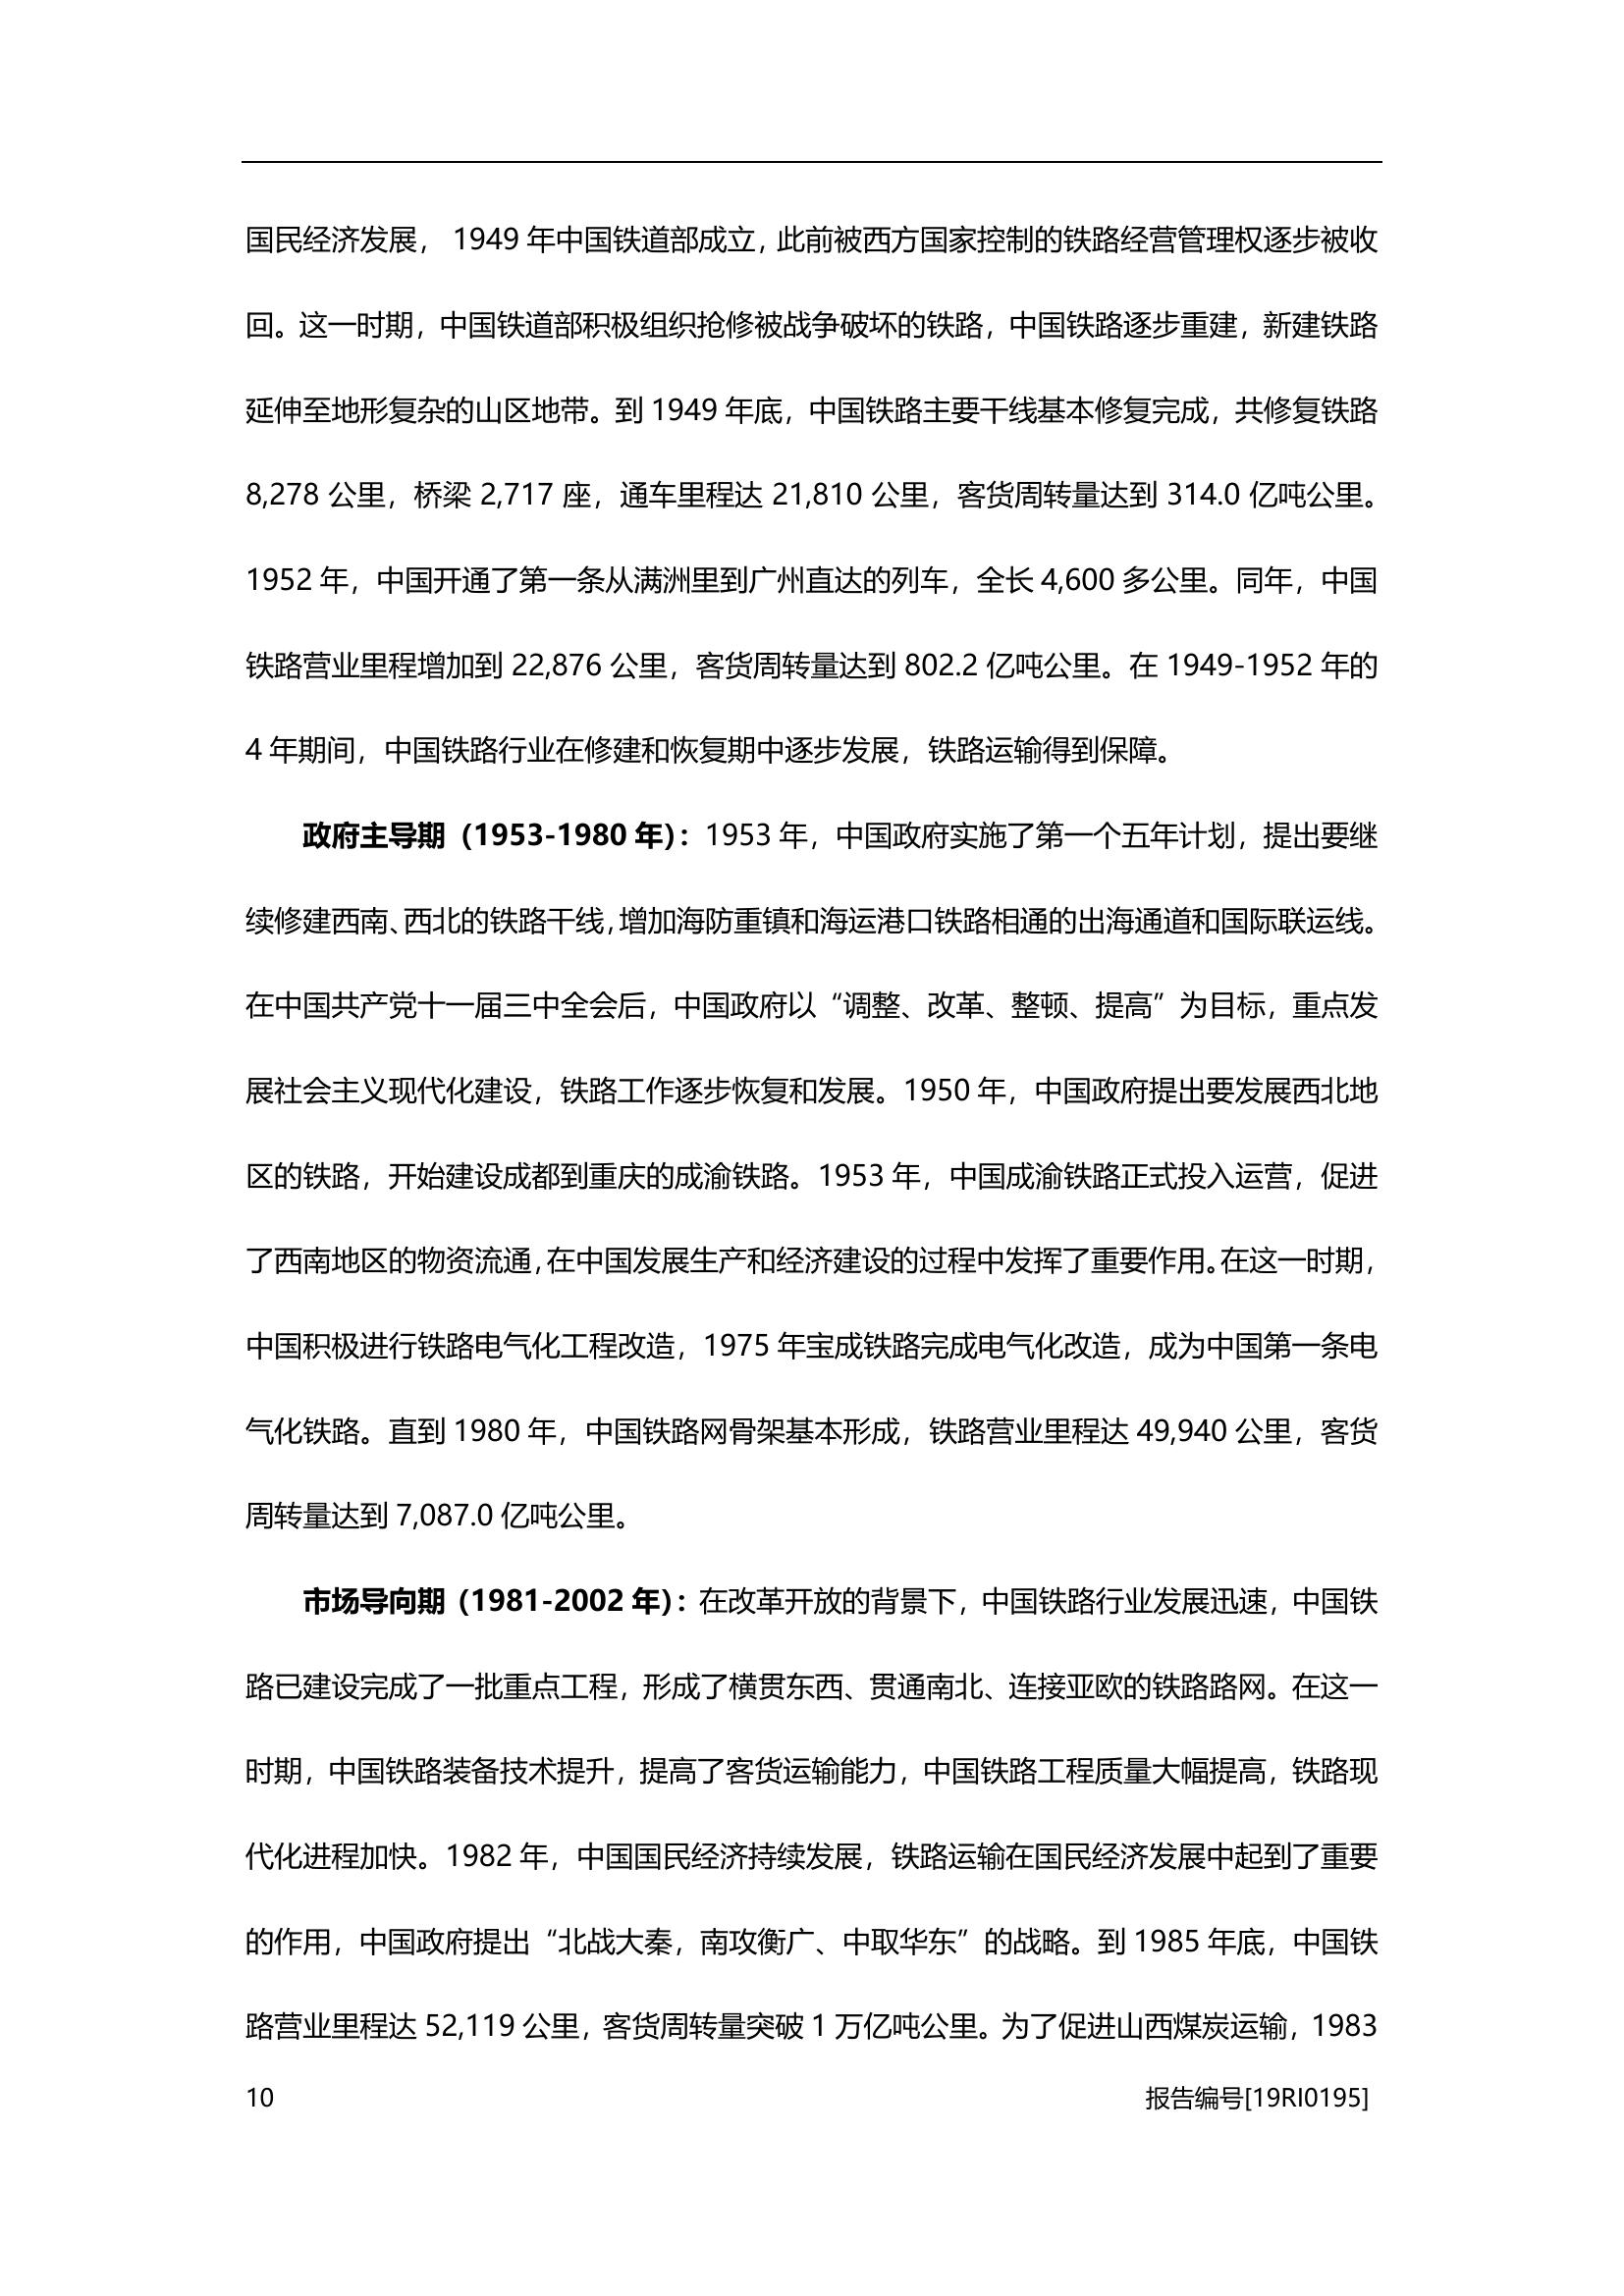 国民经济发展， 1949 年中国铁道部成立，此前被西方国家控制的铁路经营管理权逐步被收
回。这一时期，中国铁道部积极组织抢修被战争破坏的铁路，中国铁路逐步重建，新建铁路
延伸至地形复杂的山区地带。到 1949 年底，中国铁路主要干线基本修复完成，共修复铁路
8,278 公里，桥梁 2,717 座，通车里程达 21,810 公里，客货周转量达到 314.0 亿吨公里。
1952 年，中国开通了第一条从满洲里到广州直达的列车，全长 4,600 多公里。同年，中国
铁路营业里程增加到 22,876 公里，客货周转量达到 802.2 亿吨公里。在 1949-1952 年的
4 年期间，中国铁路行业在修建和恢复期中逐步发展，铁路运输得到保障。
政府主导期（1953-1980 年）：1953 年，中国政府实施了第一个五年计划，提出要继
续修建西南、西北的铁路干线，增加海防重镇和海运港口铁路相通的出海通道和国际联运线。
在中国共产党十一届三中全会后，中国政府以“调整、改革、整顿、提高”为目标，重点发
展社会主义现代化建设，铁路工作逐步恢复和发展。1950 年，中国政府提出要发展西北地
区的铁路，开始建设成都到重庆的成渝铁路。1953 年，中国成渝铁路正式投入运营，促进
了西南地区的物资流通，在中国发展生产和经济建设的过程中发挥了重要作用。在这一时期，
中国积极进行铁路电气化工程改造，1975 年宝成铁路完成电气化改造，成为中国第一条电
气化铁路。直到 1980 年，中国铁路网骨架基本形成，铁路营业里程达 49,940 公里，客货
周转量达到 7,087.0 亿吨公里。
市场导向期（1981-2002 年）：在改革开放的背景下，中国铁路行业发展迅速，中国铁
路已建设完成了一批重点工程，形成了横贯东西、贯通南北、连接亚欧的铁路路网。在这一
时期，中国铁路装备技术提升，提高了客货运输能力，中国铁路工程质量大幅提高，铁路现
代化进程加快。1982 年，中国国民经济持续发展，铁路运输在国民经济发展中起到了重要
的作用，中国政府提出“北战大秦，南攻衡广、中取华东”的战略。到 1985 年底，中国铁
路营业里程达 52,119 公里，客货周转量突破 1 万亿吨公里。为了促进山西煤炭运输，1983
10
报告编号[19RI0195]